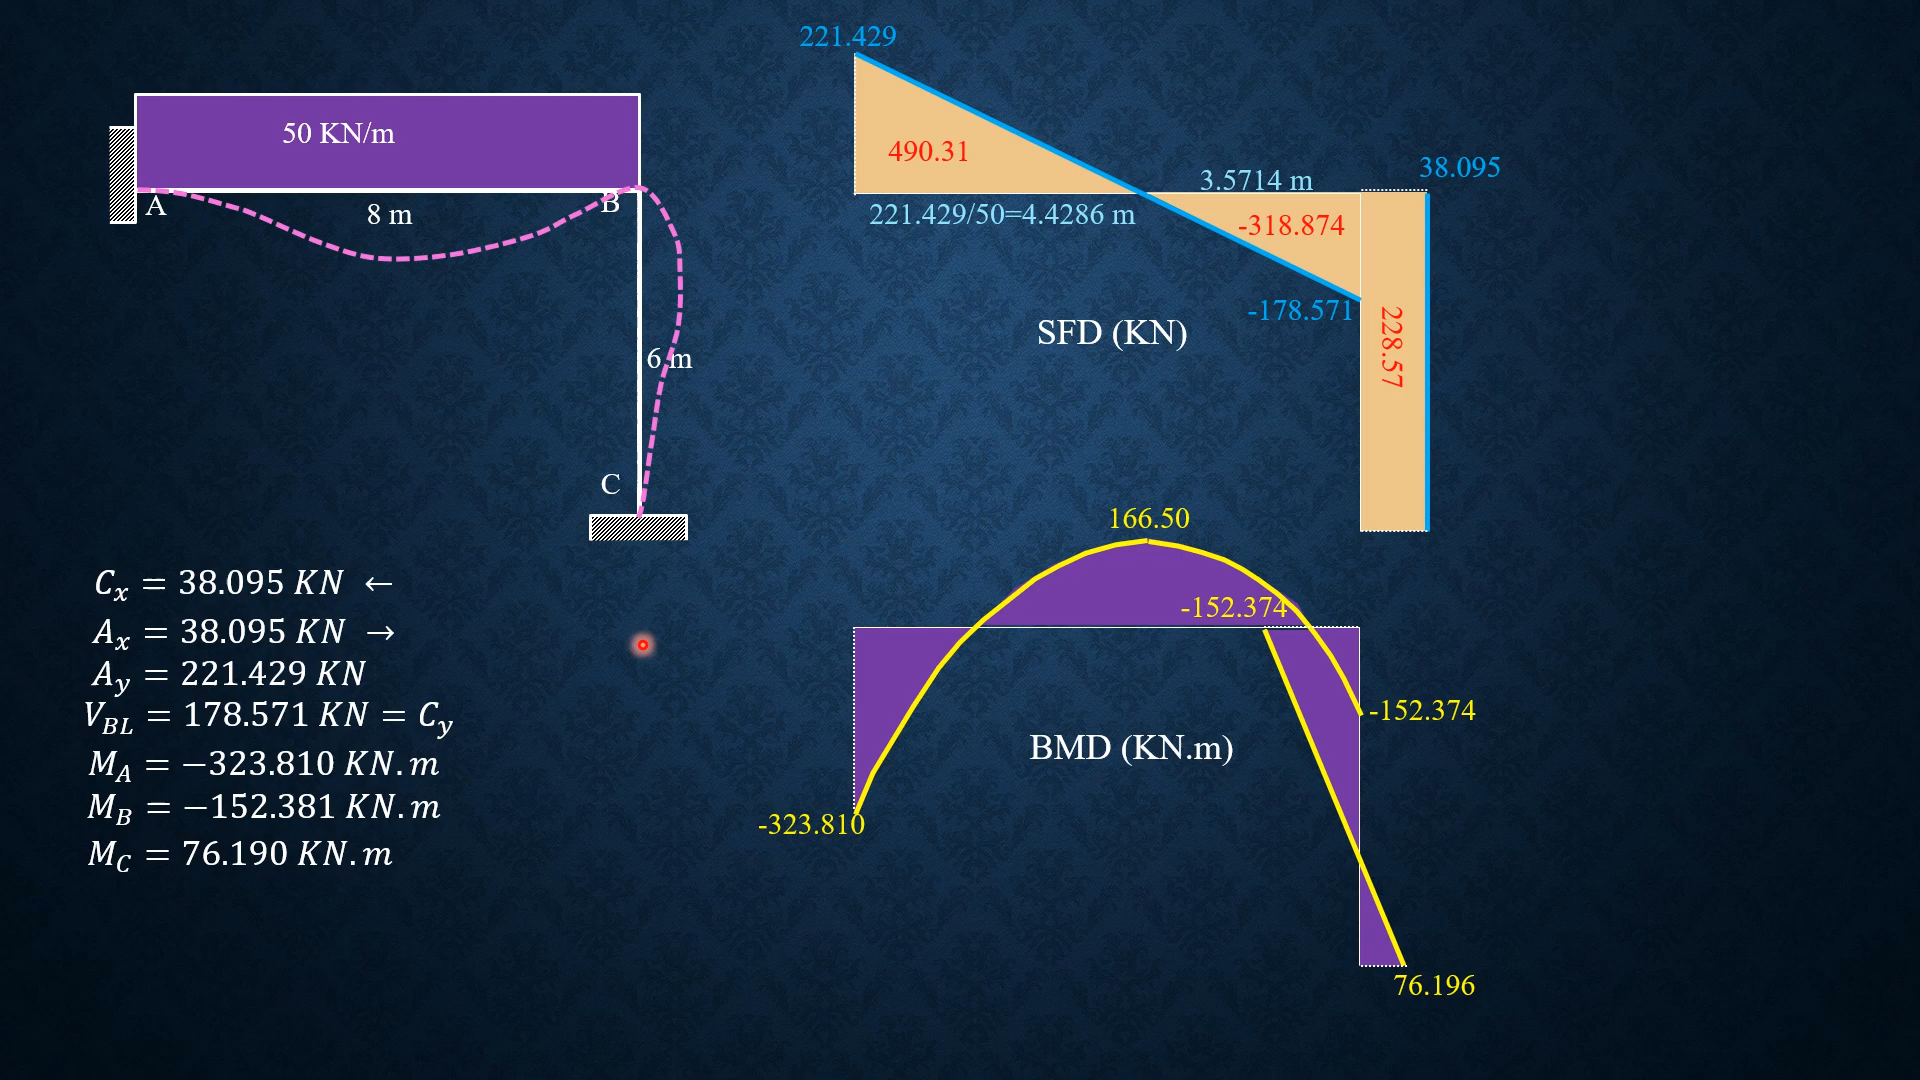 50 KN/m
A
B
8 m
6 m
C
C_x = 38.095 KN ←
A_x = 38.095 KN →
A_y = 221.429 KN
V_BL = 178.571 KN = C_y
M_A = −323.810 KN.m
M_B = −152.381 KN.m
M_C = 76.190 KN.m
221.429
490.31
221.429/50=4.4286 m
3.5714 m
38.095
-318.874
-178.571
228.57
SFD (KN)
166.50
-152.374
-152.374
BMD (KN.m)
-323.810
76.196